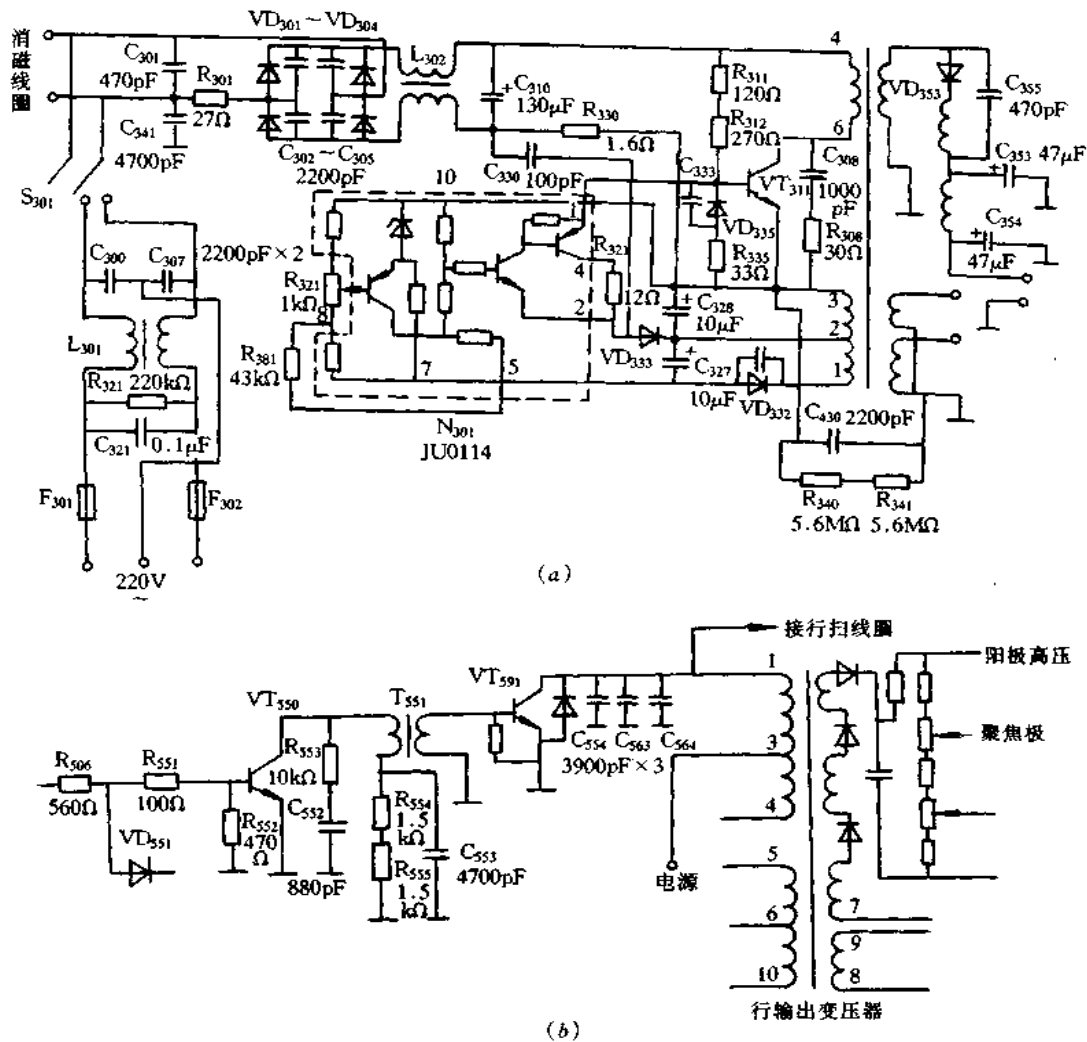 消
磁
线
圈
VD₃₀₁～VD₃₀₄
C₃₀₁
470pF
R₃₀₁
27Ω
C₃₄₁
4700pF
C₃₀₂～C₃₀₅
2200pF
L₃₀₂
C₃₁₀
130μF
R₃₃₀
1.6Ω
C₃₃₀
100pF
R₃₁₁
120Ω
R₃₁₂
270Ω
C₃₃₃
VT₃₁₁
VD₃₃₅
R₃₃₅
33Ω
C₃₀₈
1000
pF
R₃₀₈
30Ω
4
6
3
2
1
VD₃₅₃
C₃₅₅
470pF
C₃₅₃
47μF
C₃₅₄
47μF
S₃₀₁
C₃₀₀
C₃₀₇
2200pF×2
L₃₀₁
R₃₂₁
220kΩ
C₃₂₁
0.1μF
F₃₀₁
F₃₀₂
220V
~
10
R₃₂₁
1kΩ
8
R₃₈₁
43kΩ
7
5
4
2
R₃₂₃
12Ω
N₃₀₁
JU0114
VD₃₃₃
C₃₂₈
10μF
C₃₂₇
10μF
VD₃₃₂
C₄₃₀
2200pF
R₃₄₀
5.6MΩ
R₃₄₁
5.6MΩ
(a)
接行扫线圈
阳极高压
聚焦极
VT₅₅₀
T₅₅₁
VT₅₉₁
R₅₀₆
560Ω
R₅₅₁
100Ω
VD₅₅₁
R₅₅₂
470
Ω
R₅₅₃
10kΩ
C₅₅₂
880pF
R₅₅₄
1.5
kΩ
R₅₅₅
1.5
kΩ
C₅₅₃
4700pF
C₅₅₄
C₅₆₃
C₅₆₄
3900pF×3
电源
1
3
4
5
6
10
7
9
8
行输出变压器
(b)